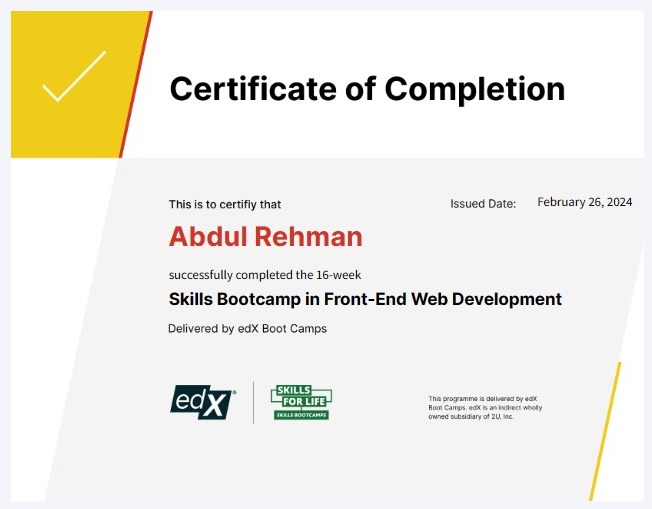 Certificate of Completion
This is to certifiy that
Issued Date: February 26, 2024
Abdul Rehman
successfully completed the 16-week
Skills Bootcamp in Front-End Web Development
Delivered by edX Boot Camps
edX®
SKILLS
FOR LIFE
SKILLS BOOTCAMPS
This programme is delivered by edX
Boot Camps. edX is an indirect wholly
owned subsidiary of 2U, Inc.